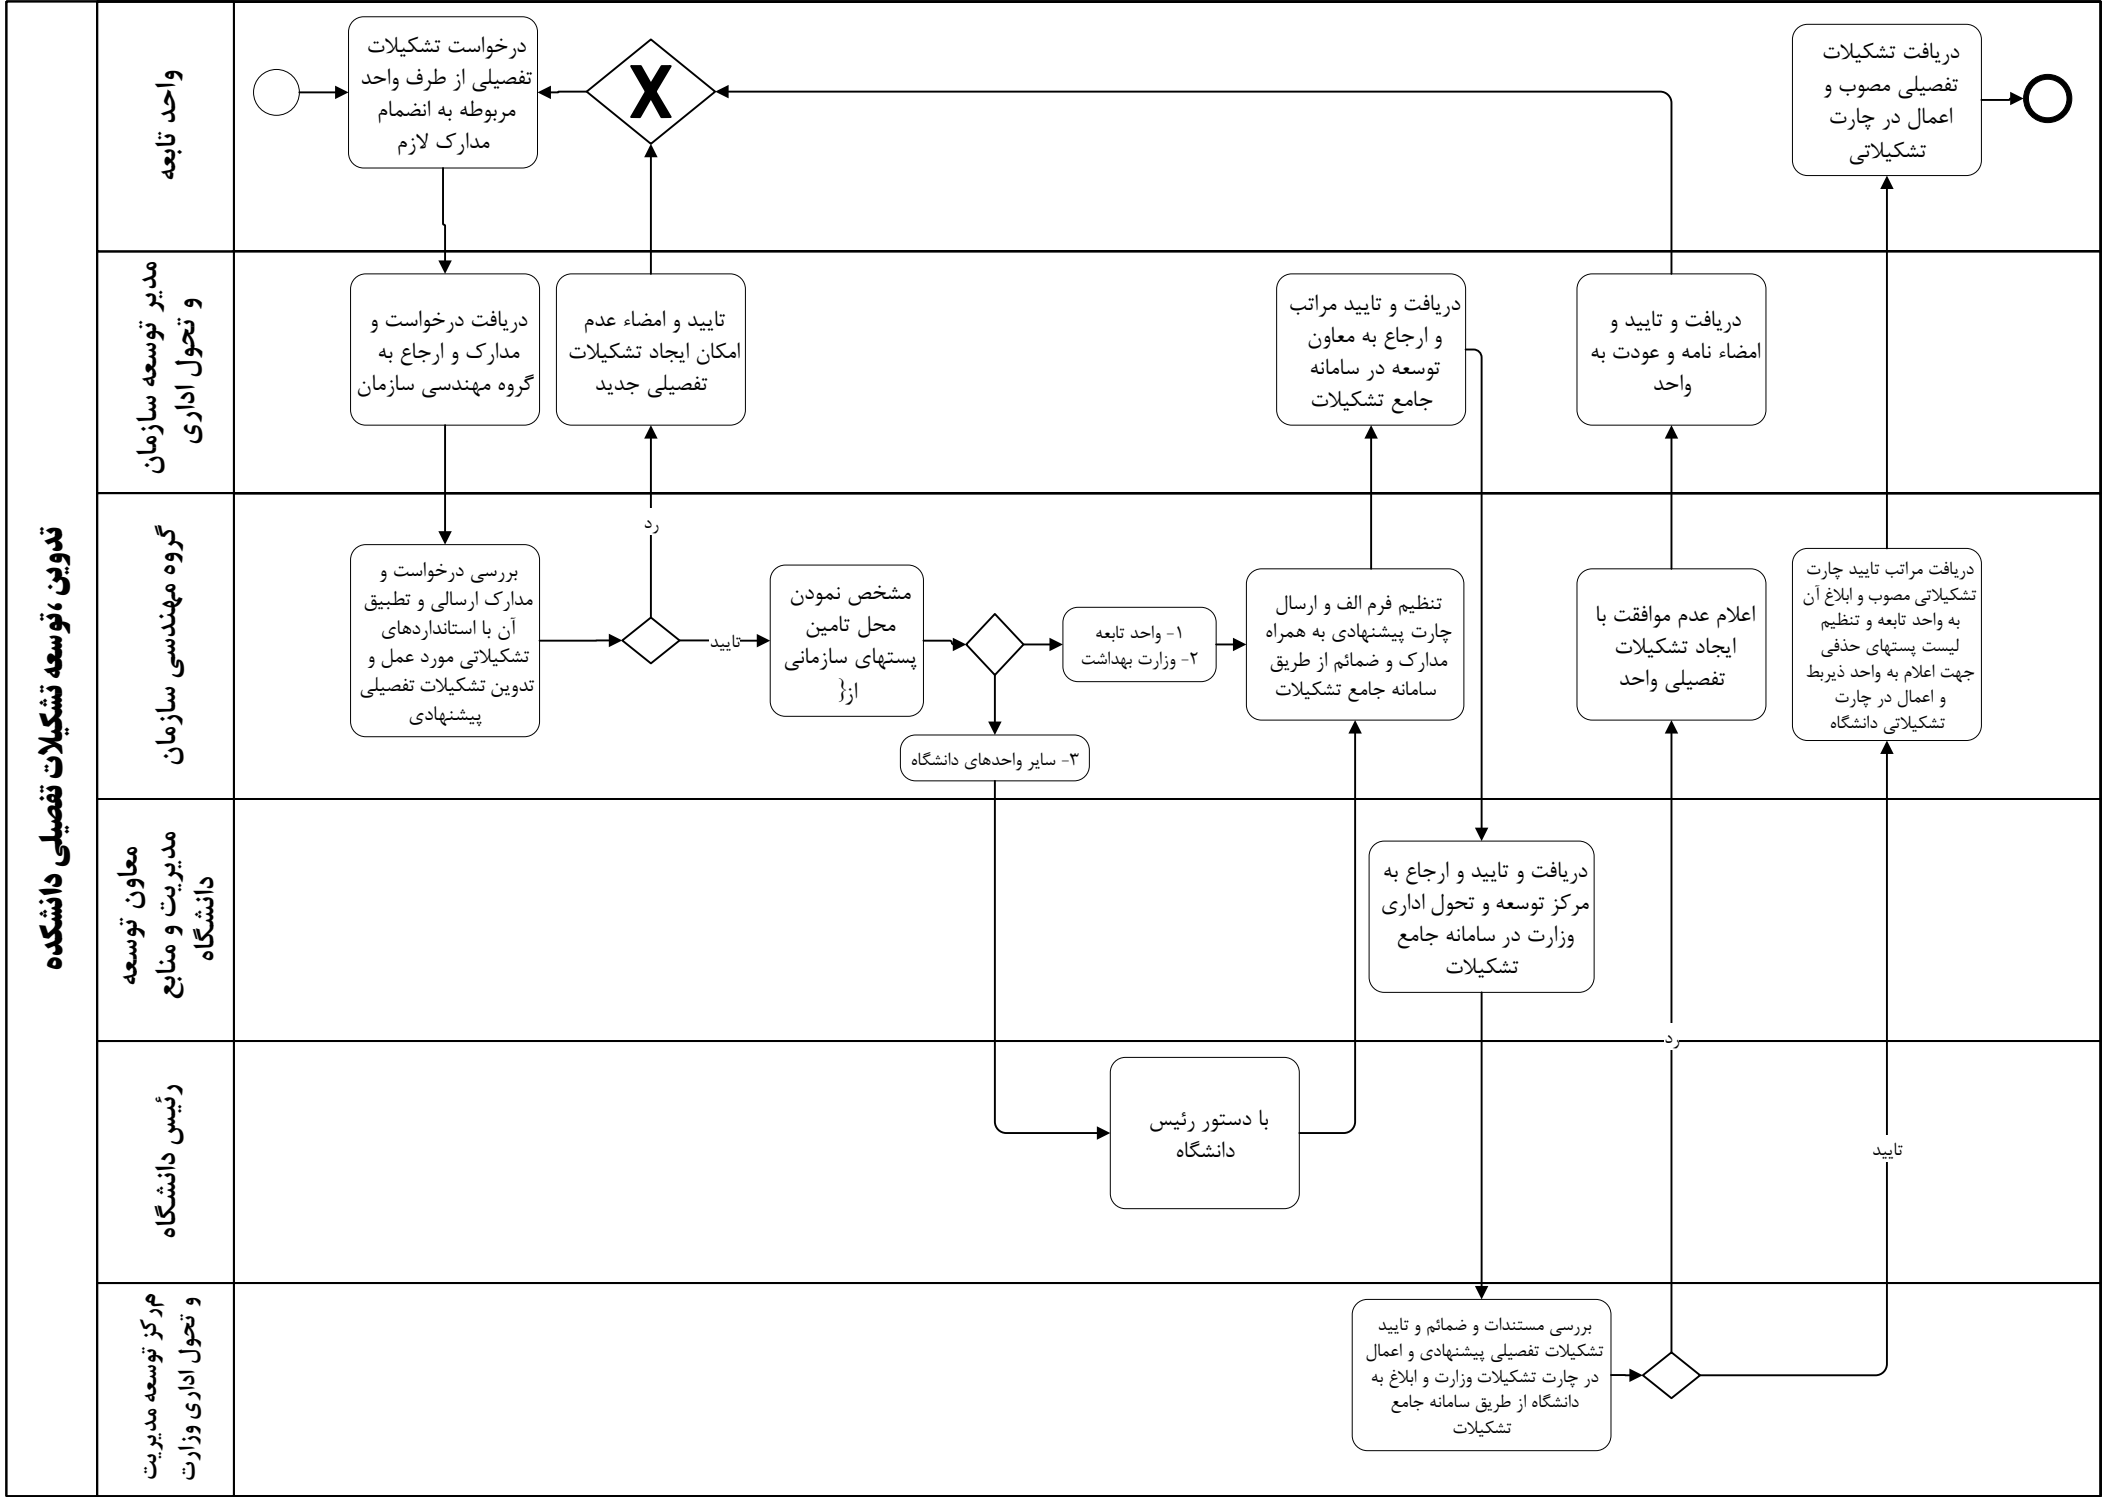 تدوین ،توسعه تشکیلات تفصیلی دانشکده
واحد تابعه
درخواست تشکیلات
تفصیلی از طرف واحد
مربوطه به انضمام
مدارک لازم
X
دریافت تشکیلات
تفصیلی مصوب و
اعمال در چارت
تشکیلاتی
مدیر توسعه سازمان
و تحول اداری
دریافت درخواست و
مدارک و ارجاع به
گروه مهندسی سازمان
تایید و امضاء عدم
امکان ایجاد تشکیلات
تفصیلی جدید
دریافت و تایید مراتب
و ارجاع به معاون
توسعه در سامانه
جامع تشکیلات
دریافت و تایید و
امضاء نامه و عودت به
واحد
گروه مهندسی سازمان
بررسی درخواست و
مدارک ارسالی و تطبیق
آن با استانداردهای
تشکیلاتی مورد عمل و
تدوین تشکیلات تفصیلی
پیشنهادی
رد
تایید
مشخص نمودن
محل تامین
پستهای سازمانی
از{}
۱- واحد تابعه
۲- وزارت بهداشت
۳- سایر واحدهای دانشگاه
تنظیم فرم الف و ارسال
چارت پیشنهادی به همراه
مدارک و ضمائم از طریق
سامانه جامع تشکیلات
اعلام عدم موافقت با
ایجاد تشکیلات
تفصیلی واحد
دریافت مراتب تایید چارت
تشکیلاتی مصوب و ابلاغ آن
به واحد تابعه و تنظیم
لیست پستهای حذفی
جهت اعلام به واحد ذیربط
و اعمال در چارت
تشکیلاتی دانشگاه
معاون توسعه
مدیریت و منابع
دانشگاه
دریافت و تایید و ارجاع به
مرکز توسعه و تحول اداری
وزارت در سامانه جامع
تشکیلات
رد
رئیس دانشگاه
با دستور رئیس
دانشگاه
تایید
مرکز توسعه مدیریت
و تحول اداری وزارت
بررسی مستندات و ضمائم و تایید
تشکیلات تفصیلی پیشنهادی و اعمال
در چارت تشکیلات وزارت و ابلاغ به
دانشگاه از طریق سامانه جامع
تشکیلات